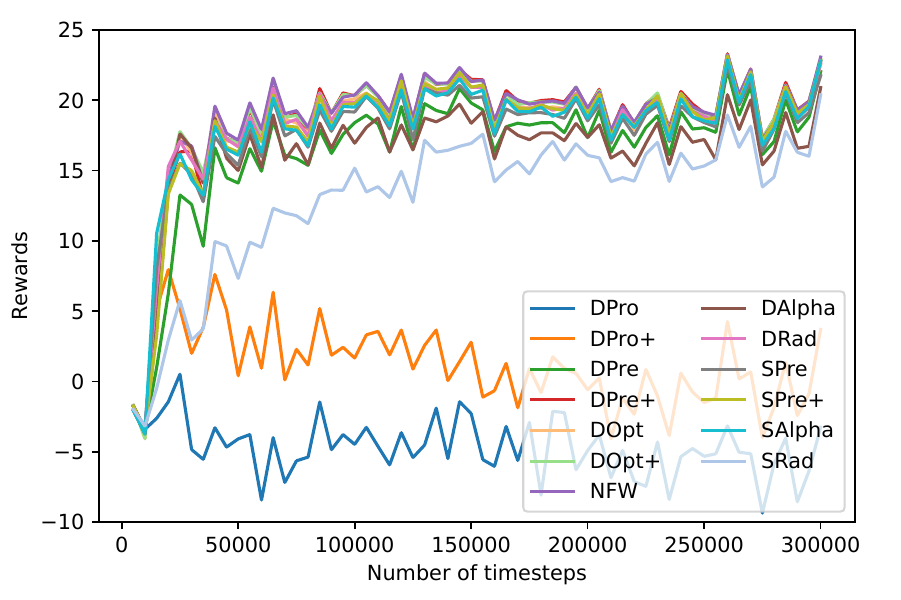 25
20
15
10
5
0
−5
−10
Rewards
0 50000 100000 150000 200000 250000 300000
Number of timesteps
DPro
DPro+
DPre
DPre+
DOpt
DOpt+
NFW
DAlpha
DRad
SPre
SPre+
SAlpha
SRad